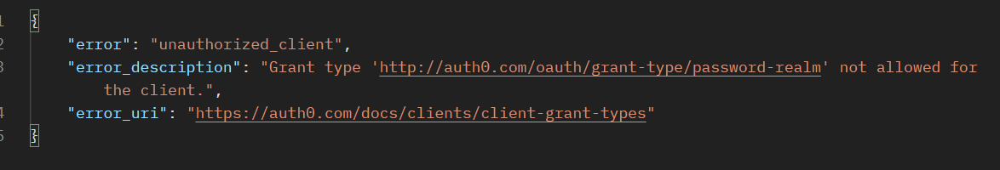 1 {
2 "error": "unauthorized_client",
3 "error_description": "Grant type 'http://auth0.com/oauth/grant-type/password-realm' not allowed for
the client.",
4 "error_uri": "https://auth0.com/docs/clients/client-grant-types"
5 }